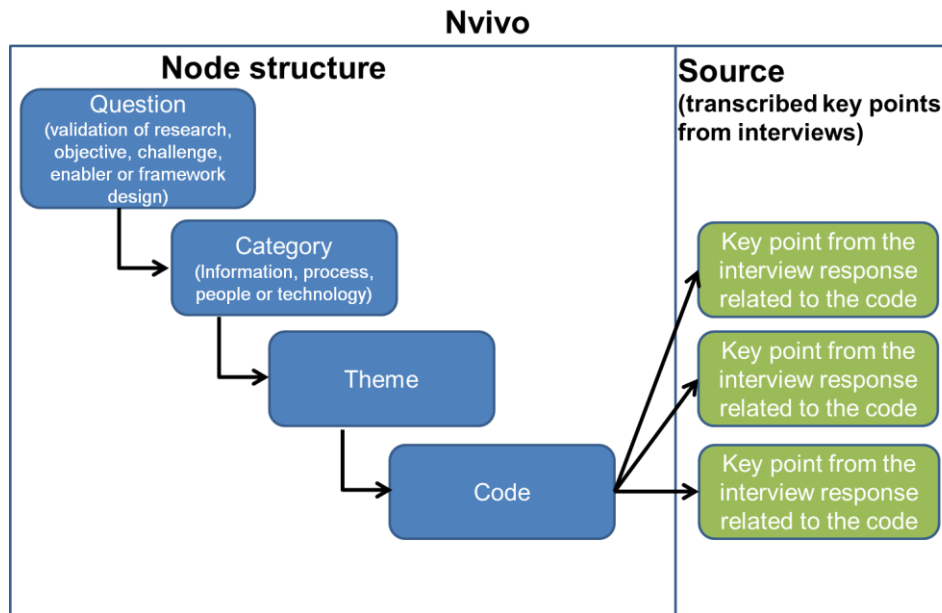 Nvivo
Node structure
Question
(validation of research,
objective, challenge,
enabler or framework
design)
Category
(Information, process,
people or technology)
Theme
Code
Source
(transcribed key points
from interviews)
Key point from the
interview response
related to the code
Key point from the
interview response
related to the code
Key point from the
interview response
related to the code